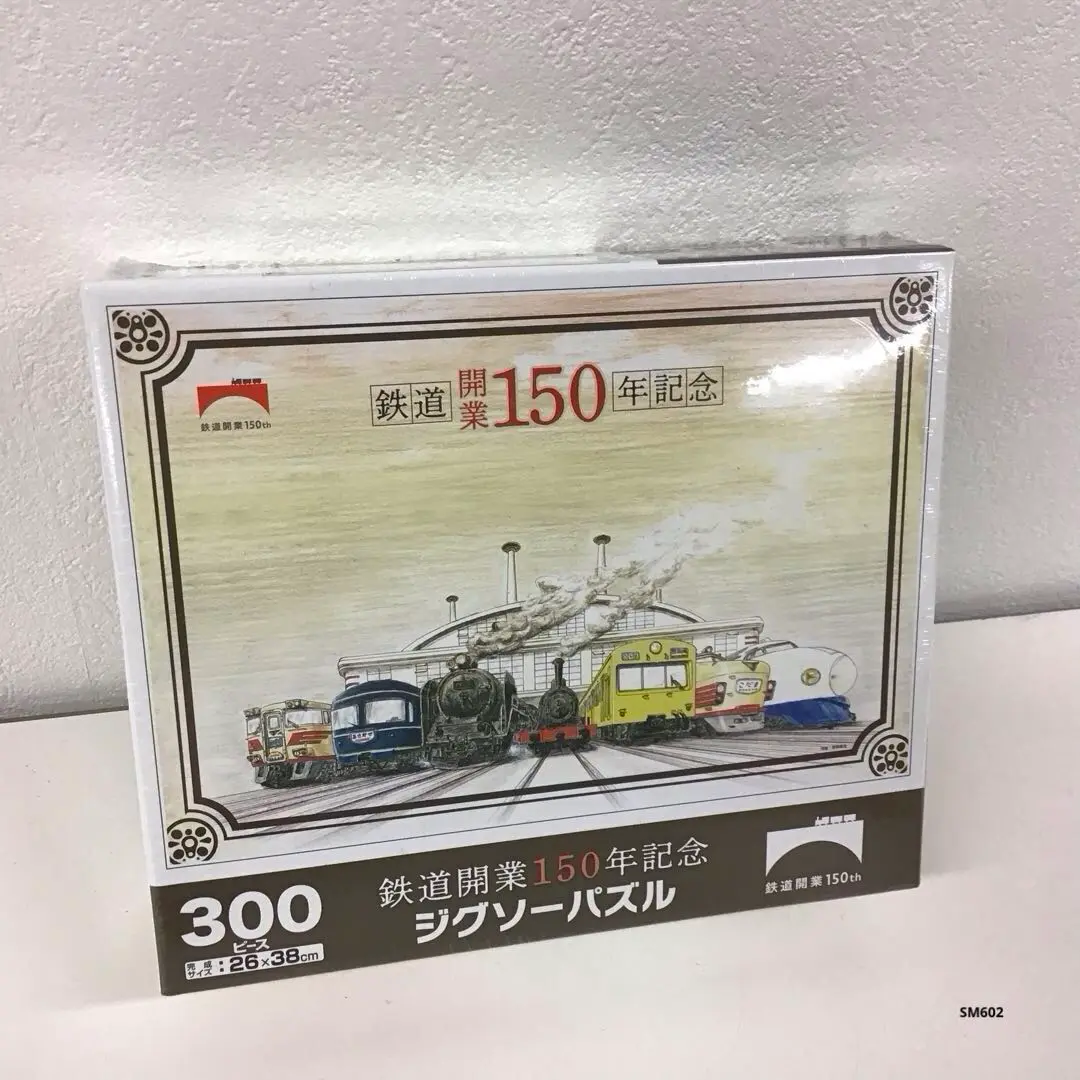 鉄道開業150年記念
鉄道開業150th
こだま
鉄道開業150年記念
ジグソーパズル
鉄道開業150th
300
ピース
完成サイズ:26×38cm
SM602